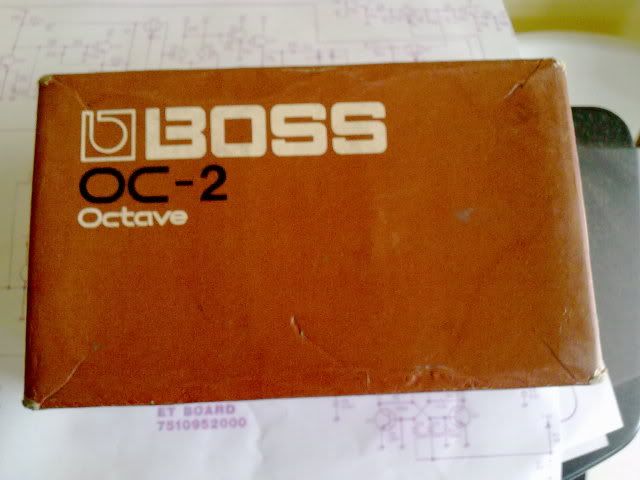 BOSS
OC-2
Octave
ET BOARD
7510952000